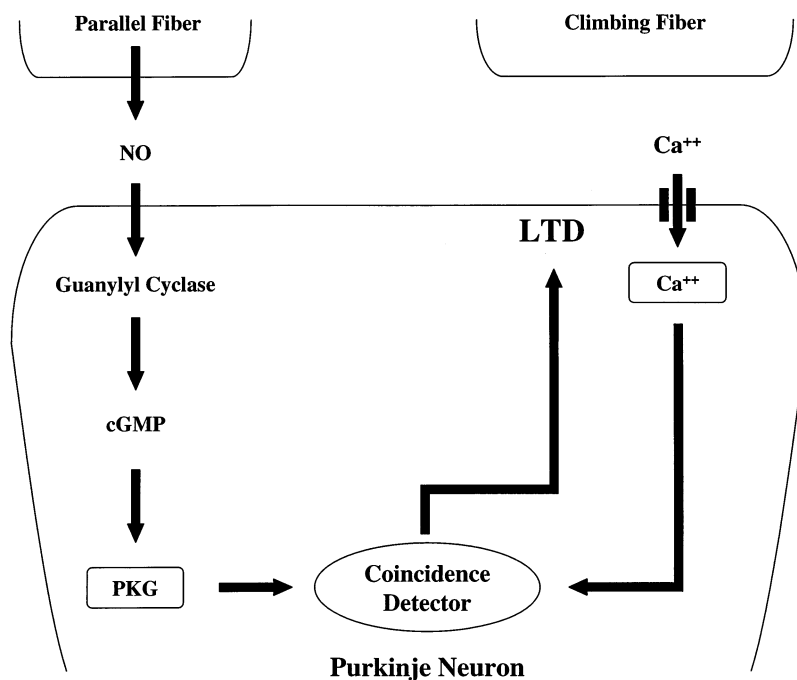 Parallel Fiber
Climbing Fiber
NO
Ca⁺⁺
LTD
Guanylyl Cyclase
Ca⁺⁺
cGMP
PKG
Coincidence
Detector
Purkinje Neuron